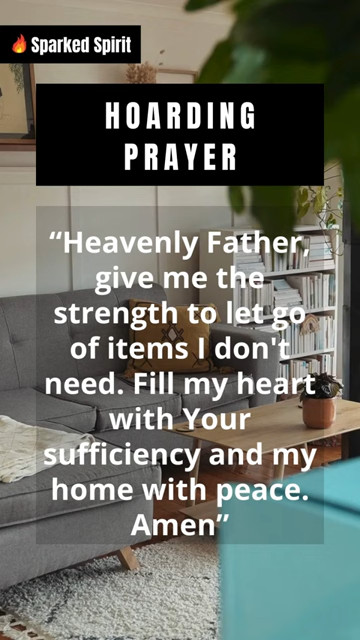 🔥 Sparked Spirit
HOARDING
PRAYER
“Heavenly Father,
give me the
strength to let go
of items I don't
need. Fill my heart
with Your
sufficiency and my
home with peace.
Amen”